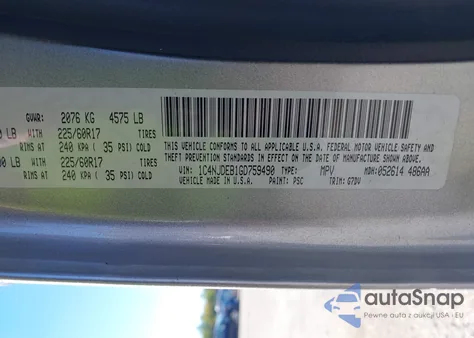 GVWR: 2076 KG 4575 LB
LB WITH 225/60R17 TIRES
RIMS AT 240 KPA ( 35 PSI) COLD
00 LB WITH 225/60R17 TIRES
RIMS AT 240 KPA ( 35 PSI) COLD
THIS VEHICLE CONFORMS TO ALL APPLICABLE U.S.A. FEDERAL MOTOR VEHICLE SAFETY AND
THEFT PREVENTION STANDARDS IN EFFECT ON THE DATE OF MANUFACTURE SHOWN ABOVE.
VIN: 1C4NJDEB1GD759490 TYPE: MPV MDH: 052614 486AA
VEHICLE MADE IN U.S.A. PAINT: PSC TRIM: G7DV
autoSnap
Pewne auta z aukcji USA i EU